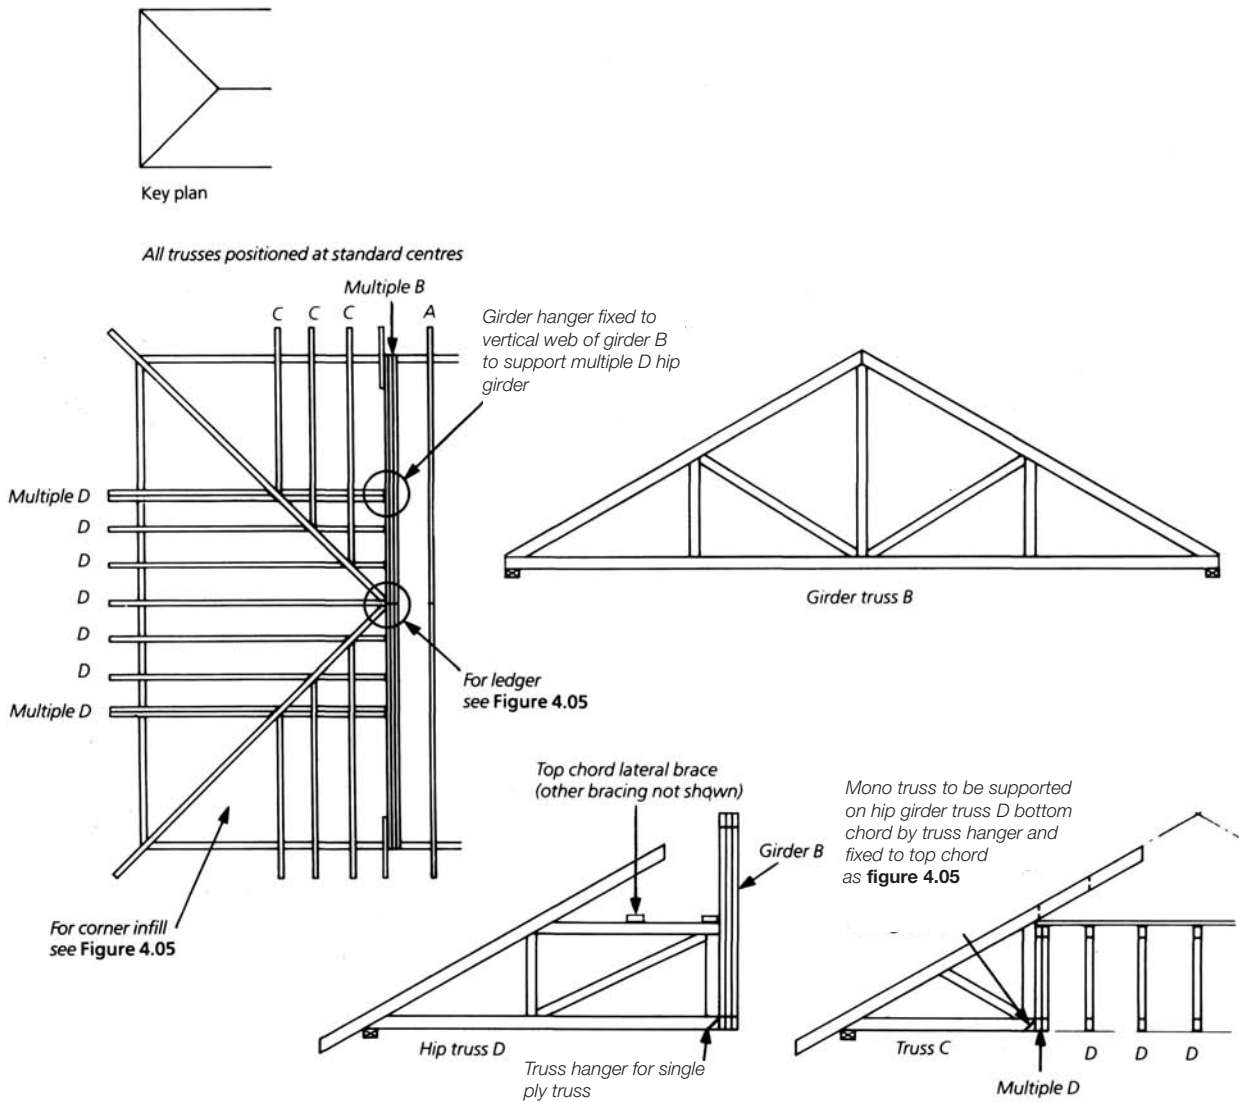 Key plan
All trusses positioned at standard centres
Multiple B
C
C
C
A
Girder hanger fixed to
vertical web of girder B
to support multiple D hip
girder
Multiple D
D
D
D
D
D
Multiple D
Girder truss B
For ledger
see Figure 4.05
For corner infill
see Figure 4.05
Top chord lateral brace
(other bracing not shown)
Girder B
Hip truss D
Truss hanger for single
ply truss
Mono truss to be supported
on hip girder truss D bottom
chord by truss hanger and
fixed to top chord
as figure 4.05
Truss C
D
D
D
Multiple D